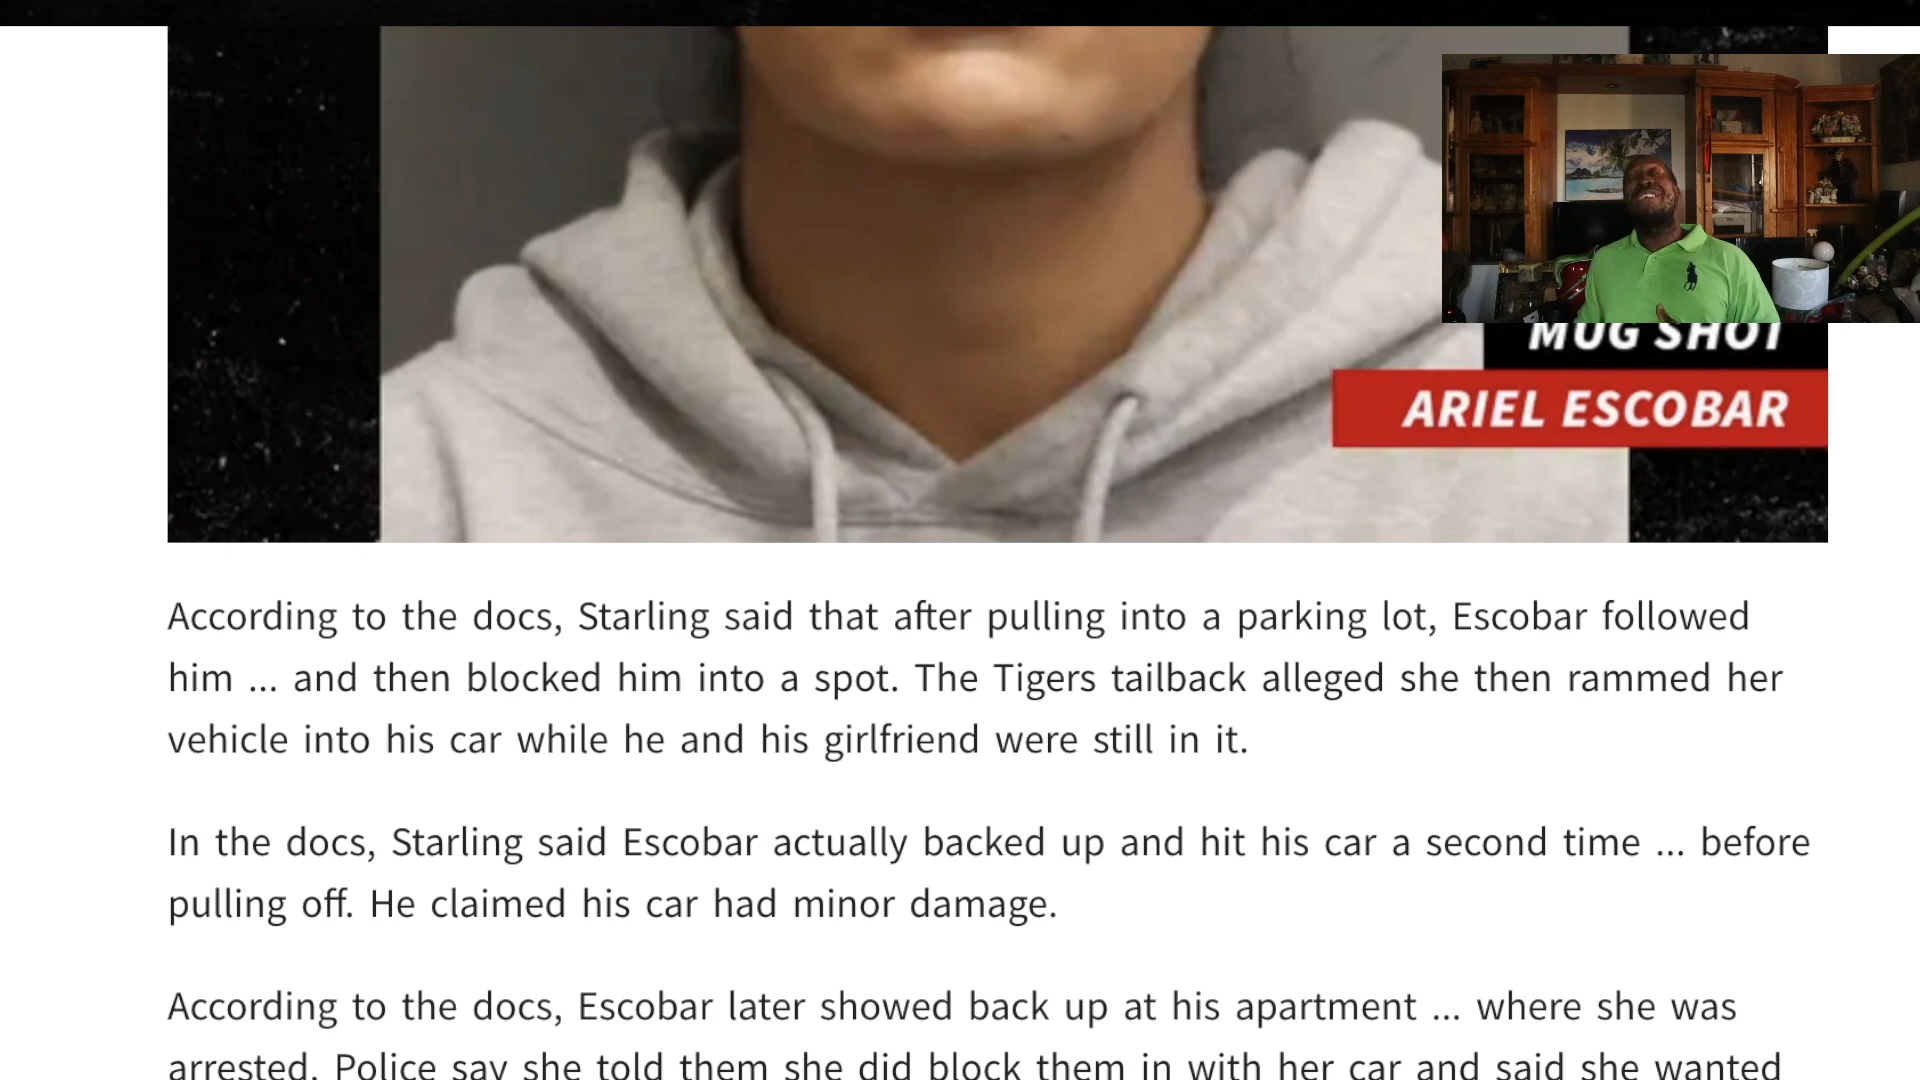 MUG SHOT
ARIEL ESCOBAR
According to the docs, Starling said that after pulling into a parking lot, Escobar followed
him ... and then blocked him into a spot. The Tigers tailback alleged she then rammed her
vehicle into his car while he and his girlfriend were still in it.
In the docs, Starling said Escobar actually backed up and hit his car a second time ... before
pulling off. He claimed his car had minor damage.
According to the docs, Escobar later showed back up at his apartment ... where she was
arrested. Police say she told them she did block them in with her car and said she wanted